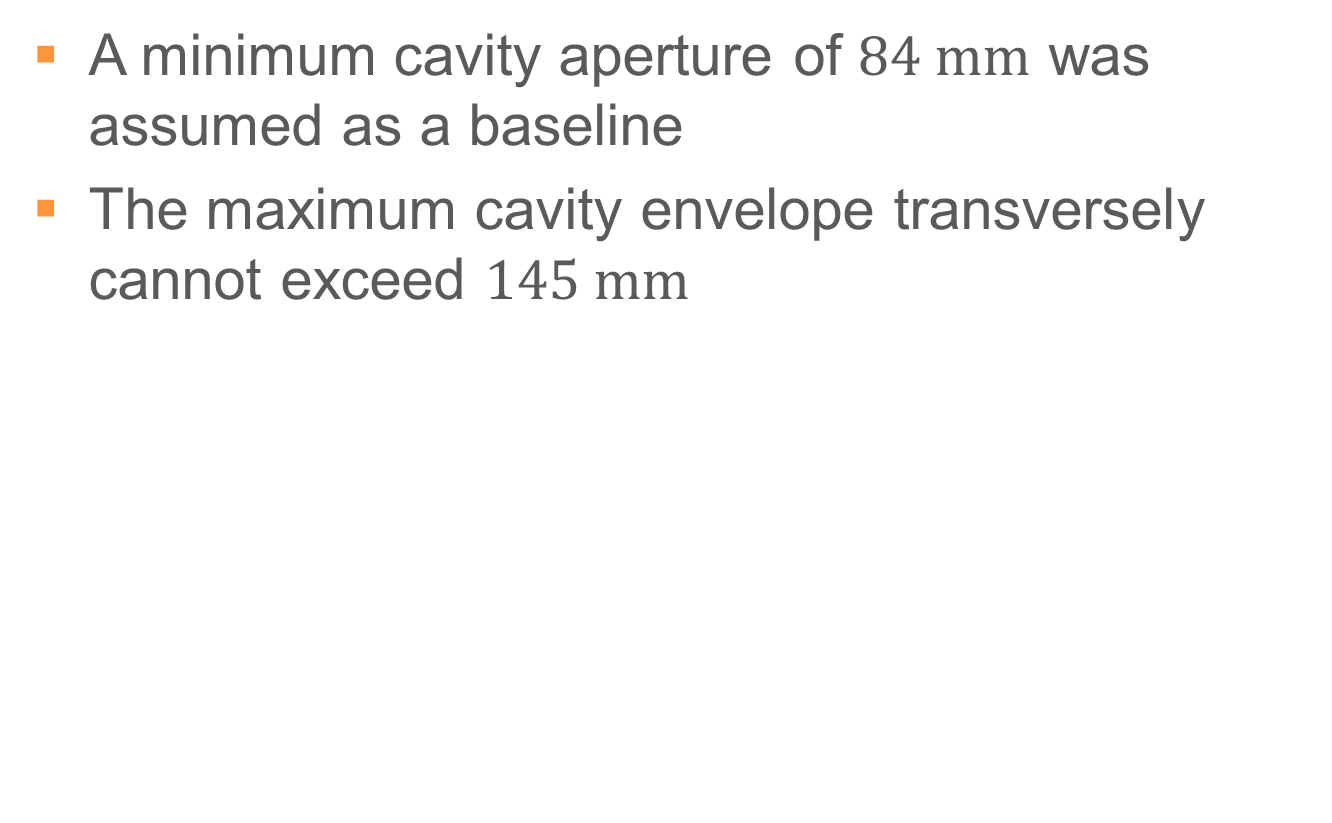 ▪ A minimum cavity aperture of 84 mm was
assumed as a baseline
▪ The maximum cavity envelope transversely
cannot exceed 145 mm